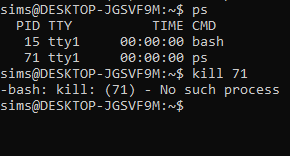 sims@DESKTOP-JGSVF9M:~$ ps
  PID TTY          TIME CMD
   15 tty1     00:00:00 bash
   71 tty1     00:00:00 ps
sims@DESKTOP-JGSVF9M:~$ kill 71
-bash: kill: (71) - No such process
sims@DESKTOP-JGSVF9M:~$